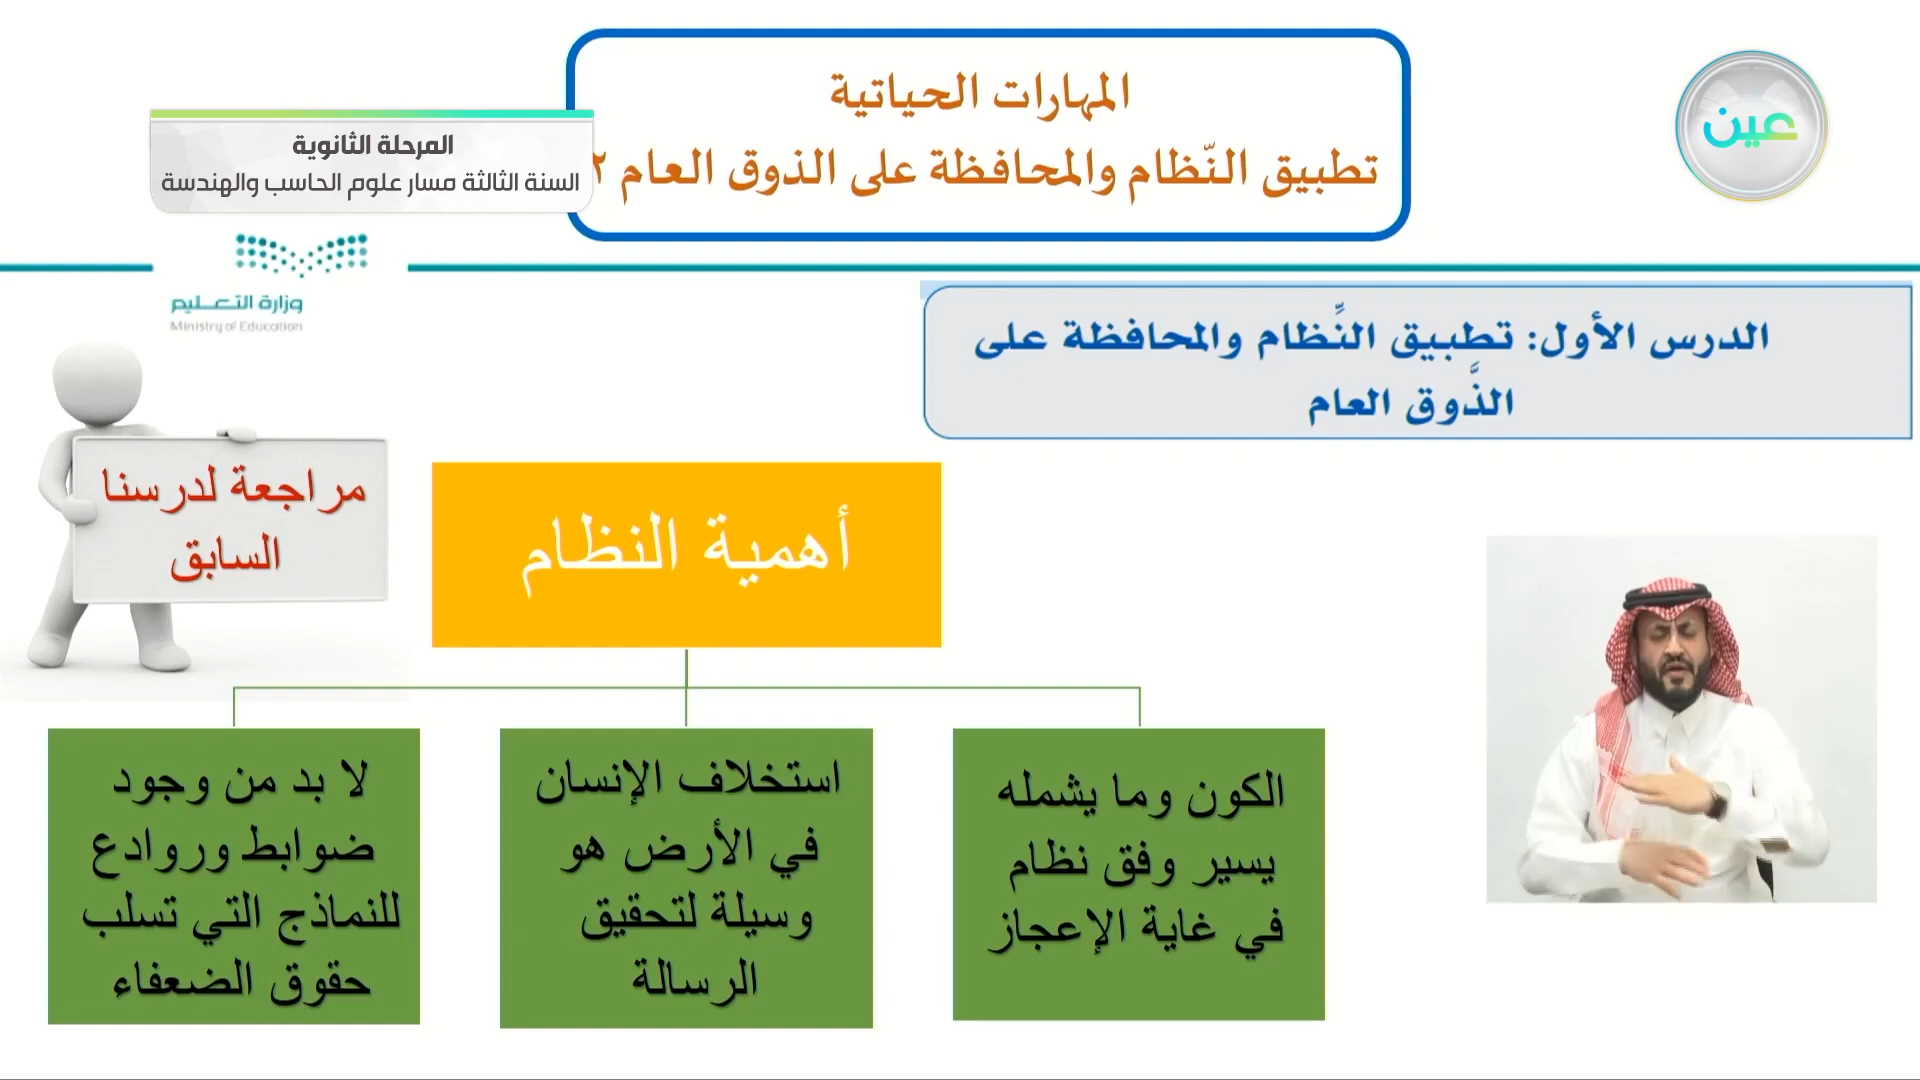 المهارات الحياتية
تطبيق النّظام والمحافظة على الذوق العام ٢
عين
المرحلة الثانوية
السنة الثالثة مسار علوم الحاسب والهندسة
وزارة التعليم
Ministry of Education
الدرس الأول: تطبيق النِّظام والمحافظة على
الذَّوق العام
مراجعة لدرسنا
السابق
أهمية النظام
الكون وما يشمله
يسير وفق نظام
في غاية الإعجاز
استخلاف الإنسان
في الأرض هو
وسيلة لتحقيق
الرسالة
لا بد من وجود
ضوابط وروادع
للنماذج التي تسلب
حقوق الضعفاء